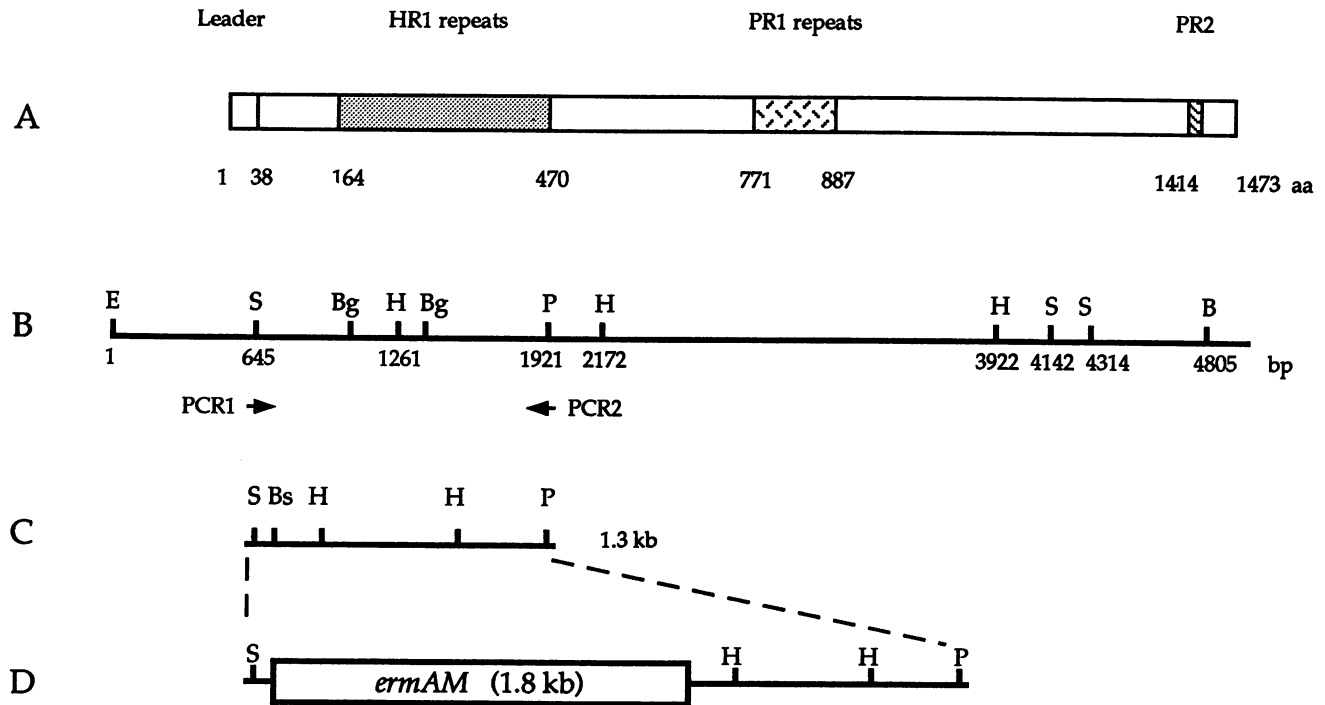 Leader HR1 repeats PR1 repeats PR2
A
1 38 164 470 771 887 1414 1473 aa
E S Bg H Bg P H H S S B
B
1 645 1261 1921 2172 3922 4142 4314 4805 bp
PCR1 PCR2
S Bs H H P
C 1.3 kb
S H H P
D ermAM (1.8 kb)